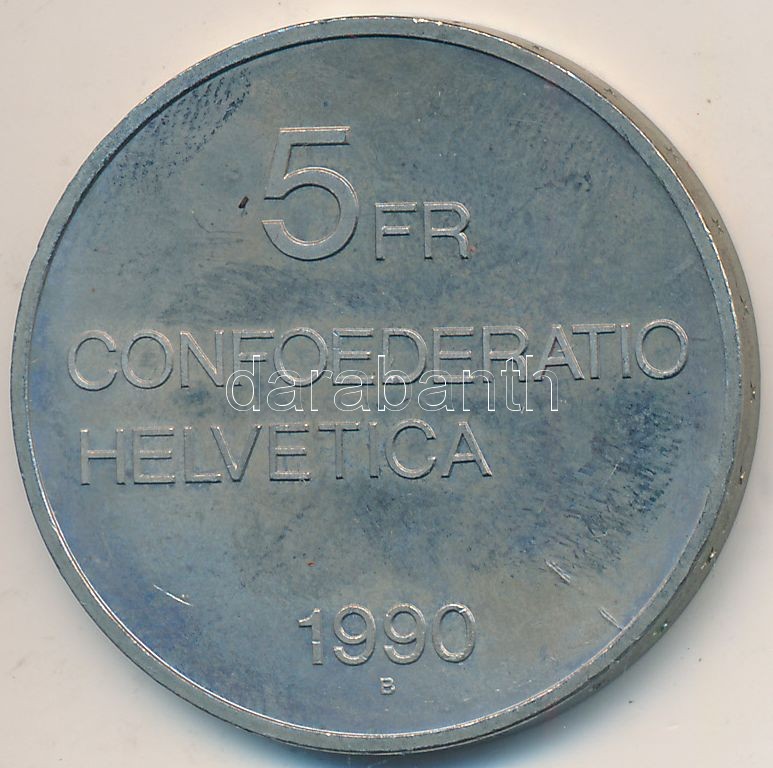 5 FR
CONFOEDERATIO
darabanth
HELVETICA
1990
B